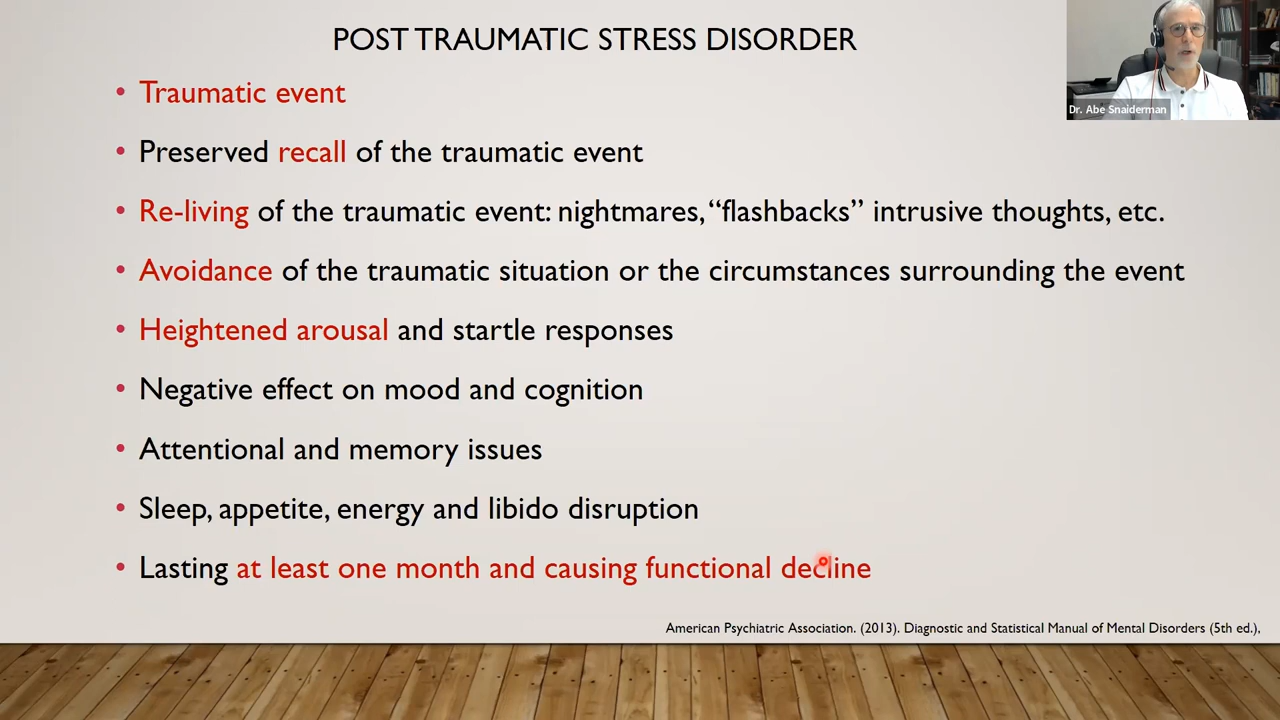 POST TRAUMATIC STRESS DISORDER
Dr. Abe Snaiderman
• Traumatic event
• Preserved recall of the traumatic event
• Re-living of the traumatic event: nightmares, “flashbacks” intrusive thoughts, etc.
• Avoidance of the traumatic situation or the circumstances surrounding the event
• Heightened arousal and startle responses
• Negative effect on mood and cognition
• Attentional and memory issues
• Sleep, appetite, energy and libido disruption
• Lasting at least one month and causing functional decline
American Psychiatric Association. (2013). Diagnostic and Statistical Manual of Mental Disorders (5th ed.),